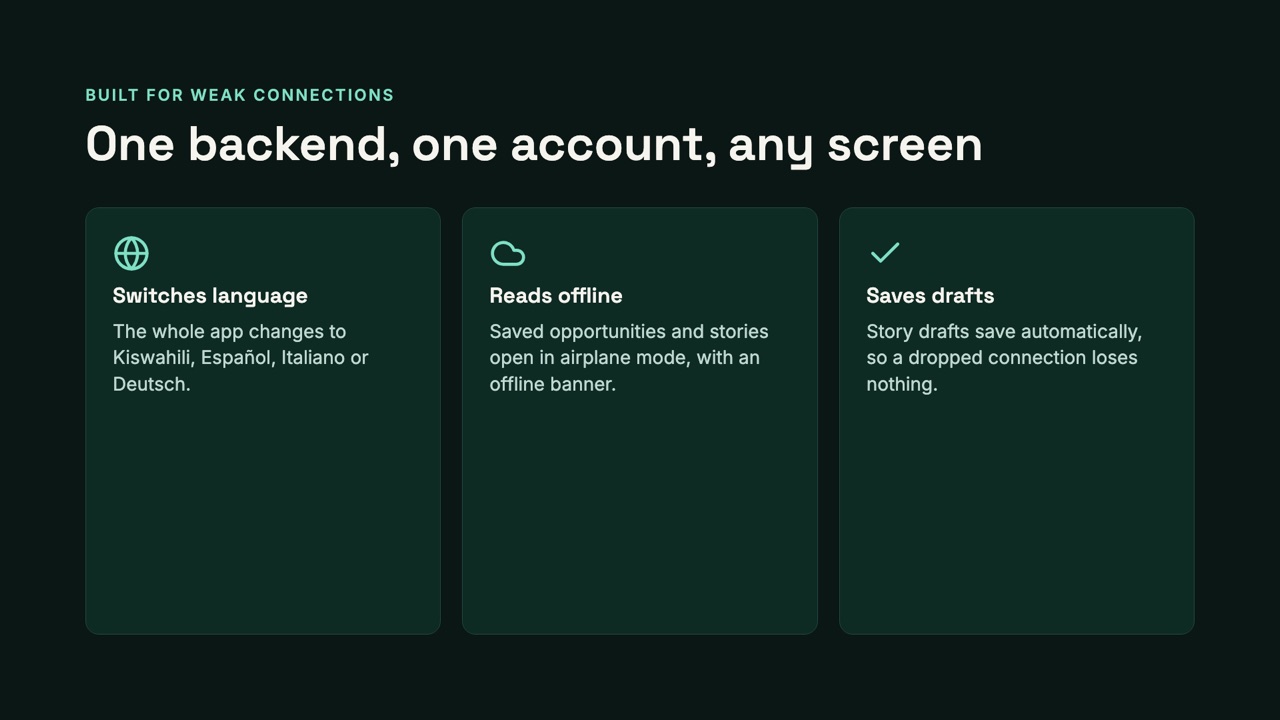 BUILT FOR WEAK CONNECTIONS
One backend, one account, any screen
Switches language
The whole app changes to
Kiswahili, Español, Italiano or
Deutsch.
Reads offline
Saved opportunities and stories
open in airplane mode, with an
offline banner.
Saves drafts
Story drafts save automatically,
so a dropped connection loses
nothing.